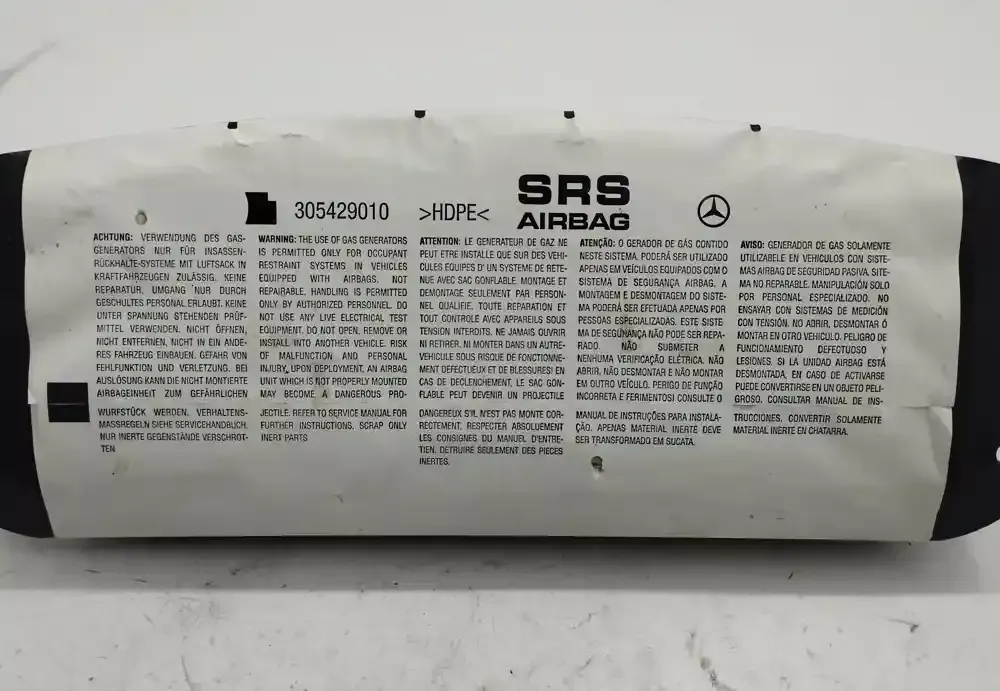 305429010 >HDPE< SRS
AIRBAG
ACHTUNG: VERWENDUNG DES GAS-
GENERATORS NUR FÜR INSASSEN-
RÜCKHALTE-SYSTEME MIT LUFTSACK IN
KRAFTFAHRZEUGEN ZULÄSSIG. KEINE
REPARATUR, UMGANG NUR DURCH
GESCHULTES PERSONAL ERLAUBT. KEINE
UNTER SPANNUNG STEHENDEN PRÜF-
MITTEL VERWENDEN. NICHT ÖFFNEN,
NICHT ENTFERNEN, NICHT IN EIN ANDE-
RES FAHRZEUG EINBAUEN. GEFAHR VON
FEHLFUNKTION UND VERLETZUNG. BEI
AUSLÖSUNG KANN DIE NICHT MONTIERTE
AIRBAGEINHEIT ZUM GEFÄHRLICHEN
WURFSTÜCK WERDEN. VERHALTENS-
MASSREGELN SIEHE SERVICEHANDBUCH.
NUR INERTE GEGENSTÄNDE VERSCHROT-
TEN
WARNING: THE USE OF GAS GENERATORS
IS PERMITTED ONLY FOR OCCUPANT
RESTRAINT SYSTEMS IN VEHICLES
EQUIPPED WITH AIRBAGS. NOT
REPAIRABLE. HANDLING IS PERMITTED
ONLY BY AUTHORIZED PERSONNEL. DO
NOT USE ANY LIVE ELECTRICAL TEST
EQUIPMENT. DO NOT OPEN, REMOVE OR
INSTALL INTO ANOTHER VEHICLE. RISK
OF MALFUNCTION AND PERSONAL
INJURY. UPON DEPLOYMENT, AN AIRBAG
UNIT WHICH IS NOT PROPERLY MOUNTED
MAY BECOME A DANGEROUS PRO-
JECTILE. REFER TO SERVICE MANUAL FOR
FURTHER INSTRUCTIONS. SCRAP ONLY
INERT PARTS
ATTENTION: LE GENERATEUR DE GAZ NE
PEUT ETRE INSTALLE QUE SUR DES VEHI-
CULES EQUIPES D' UN SYSTEME DE RETE-
NUE AVEC SAC GONFLABLE. MONTAGE ET
DEMONTAGE SEULEMENT PAR PERSON-
NEL QUALIFIE. TOUTE REPARATION ET
TOUT CONTROLE AVEC APPAREILS SOUS
TENSION INTERDITS. NE JAMAIS OUVRIR
NI RETIRER. NI MONTER DANS UN AUTRE-
VEHICULE SOUS RISQUE DE FONCTIONNE-
MENT DEFECTUEUX ET DE BLESSURES! EN
CAS DE DECLENCHEMENT, LE SAC GON-
FLABLE PEUT DEVENIR UN PROJECTILE
DANGEREUX S'IL N'EST PAS MONTE COR-
RECTEMENT. RESPECTER ABSOLUEMENT
LES CONSIGNES DU MANUEL D'ENTRE-
TIEN. DETRUIRE SEULEMENT DES PIECES
INERTES.
ATENÇÃO: O GERADOR DE GÁS CONTIDO
NESTE SISTEMA. PODERÁ SER UTILIZADO
APENAS EM VEÍCULOS EQUIPADOS COM O
SISTEMA DE SEGURANÇA AIRBAG. A
MONTAGEM E DESMONTAGEM DO SISTE-
MA PODERÁ SER EFETUADA APENAS POR
PESSOAS ESPECIALIZADAS. ESTE SISTE-
MA DE SEGURANÇA NÃO PODE SER REPA-
RADO. NÃO SUBMETER A
NENHUMA VERIFICAÇÃO ELÉTRICA. NÃO
ABRIR. NÃO DESMONTAR E NÃO MONTAR
EM OUTRO VEÍCULO. PERIGO DE FUNÇÃO
INCORRETA E FERIMENTOS! CONSULTE O
MANUAL DE INSTRUÇÕES PARA INSTALA-
ÇÃO. APENAS MATERIAL INERTE DEVE
SER TRANSFORMADO EM SUCATA.
AVISO: GENERADOR DE GAS SOLAMENTE
UTILIZABELE EN VEHICULOS CON SISTE-
MAS AIRBAG DE SEGURIDAD PASIVA. SITE-
MA NO REPARABLE. MANIPULACIÓN SOLO
POR PERSONAL ESPECIALIZADO. NO
ENSAYAR CON SISTEMAS DE MEDICIÓN
CON TENSIÓN. NO ABRIR, DESMONTAR Ó
MONTAR EN OTRO VEHICULO. PELIGRO DE
FUNCIONAMIENTO DEFECTUOSO Y
LESIONES. SI LA UNIDAD AIRBAG ESTÁ
DESMONTADA, EN CASO DE ACTIVARSE
PUEDE CONVERTIRSE EN UN OBJETO PELI-
GROSO. CONSULTAR MANUAL DE INS-
TRUCCIONES. CONVERTIR SOLAMENTE
MATERIAL INERTE EN CHATARRA.